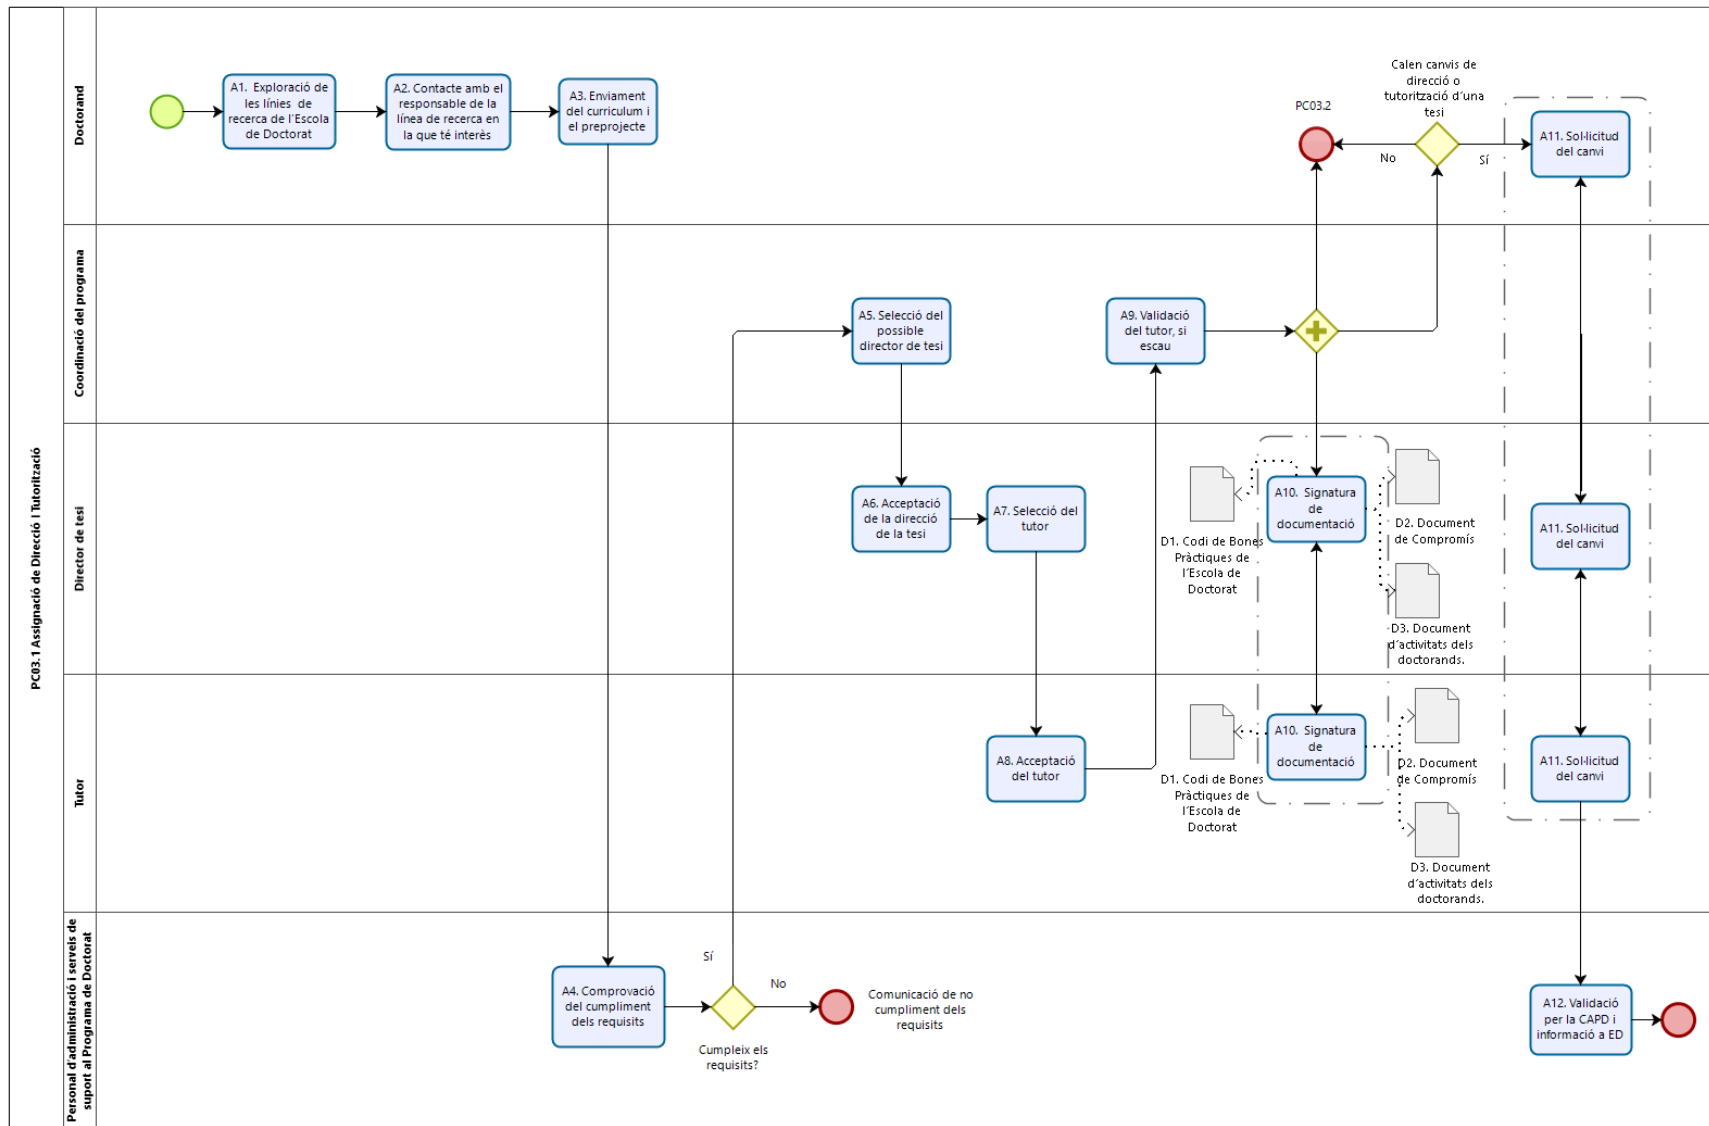 PC03.1 Assignació de Direcció i Tutorització
Doctorand
A1. Exploració de
les línies de
recerca de l´Escola
de Doctorat
A2. Contacte amb el
responsable de la
línea de recerca en
la que té interès
A3. Enviament
del curriculum i
el preprojecte
PC03.2
Calen canvis de
direcció o
tutorització d´una
tesi
No
Sí
A11. Sol·licitud
del canvi
Coordinació del programa
A5. Selecció del
possible
director de tesi
A9. Validació
del tutor, si
escau
Director de tesi
A6. Acceptació
de la direcció
de la tesi
A7. Selecció del
tutor
D1. Codi de Bones
Pràctiques de
l´Escola de
Doctorat
A10. Signatura
de
documentació
D2. Document
de Compromís
D3. Document
d´activitats dels
doctorands.
A11. Sol·licitud
del canvi
Tutor
A8. Acceptació
del tutor
D1. Codi de Bones
Pràctiques de
l´Escola de
Doctorat
A10. Signatura
de
documentació
D2. Document
de Compromís
D3. Document
d´activitats dels
doctorands.
A11. Sol·licitud
del canvi
Personal d´administració i serveis de
suport al Programa de Doctorat
A4. Comprovació
del cumpliment
dels requisits
Sí
No
Cumpleix els
requisits?
Comunicació de no
cumpliment dels
requisits
A12. Validació
per la CAPD i
informació a ED